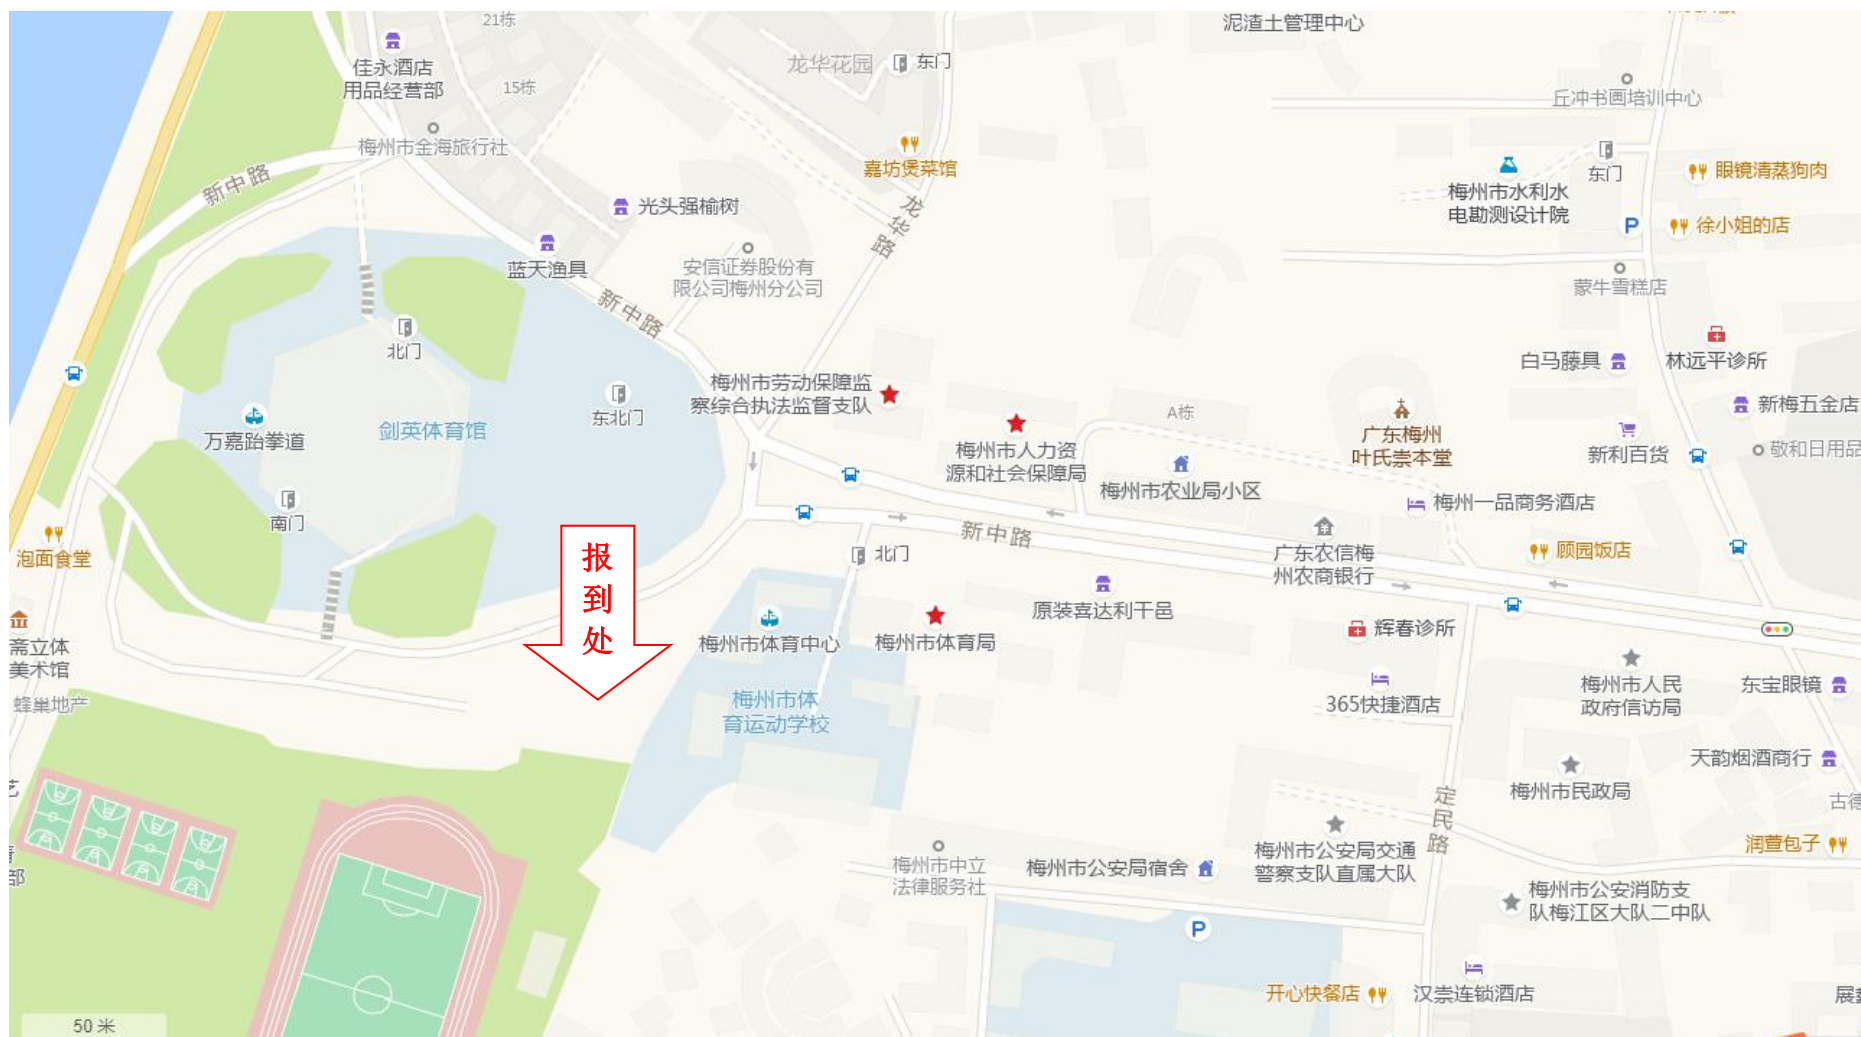 21栋
泥渣土管理中心
佳永酒店
用品经营部
15栋
龙华花园
东门
丘冲书画培训中心
梅州市金海旅行社
嘉坊煲菜馆
新中路
光头强榆树
龙华路
梅州市水利水
电勘测设计院
东门
眼镜清蒸狗肉
P
徐小姐的店
蓝天渔具
安信证券股份有
限公司梅州分公司
新中路
蒙牛雪糕店
北门
白马藤具
林远平诊所
梅州市劳动保障监
察综合执法监督支队
东北门
万嘉跆拳道
剑英体育馆
A栋
梅州市人力资
源和社会保障局
广东梅州
叶氏崇本堂
新梅五金店
新利百货
敬和日用品
梅州市农业局小区
梅州一品商务酒店
南门
新中路
北门
泡面食堂
报到处
广东农信梅
州农商银行
顾园饭店
原装喜达利干邑
斋立体
美术馆
梅州市体育中心
梅州市体育局
辉春诊所
蜂巢地产
梅州市体
育运动学校
365快捷酒店
梅州市人民
政府信访局
东宝眼镜
天韵烟酒商行
梅州市民政局
定民路
古德
润萱包子
梅州市中立
法律服务社
梅州市公安局宿舍
梅州市公安局交通
警察支队直属大队
梅州市公安消防支
队梅江区大队二中队
部
P
开心快餐店
汉崇连锁酒店
50 米